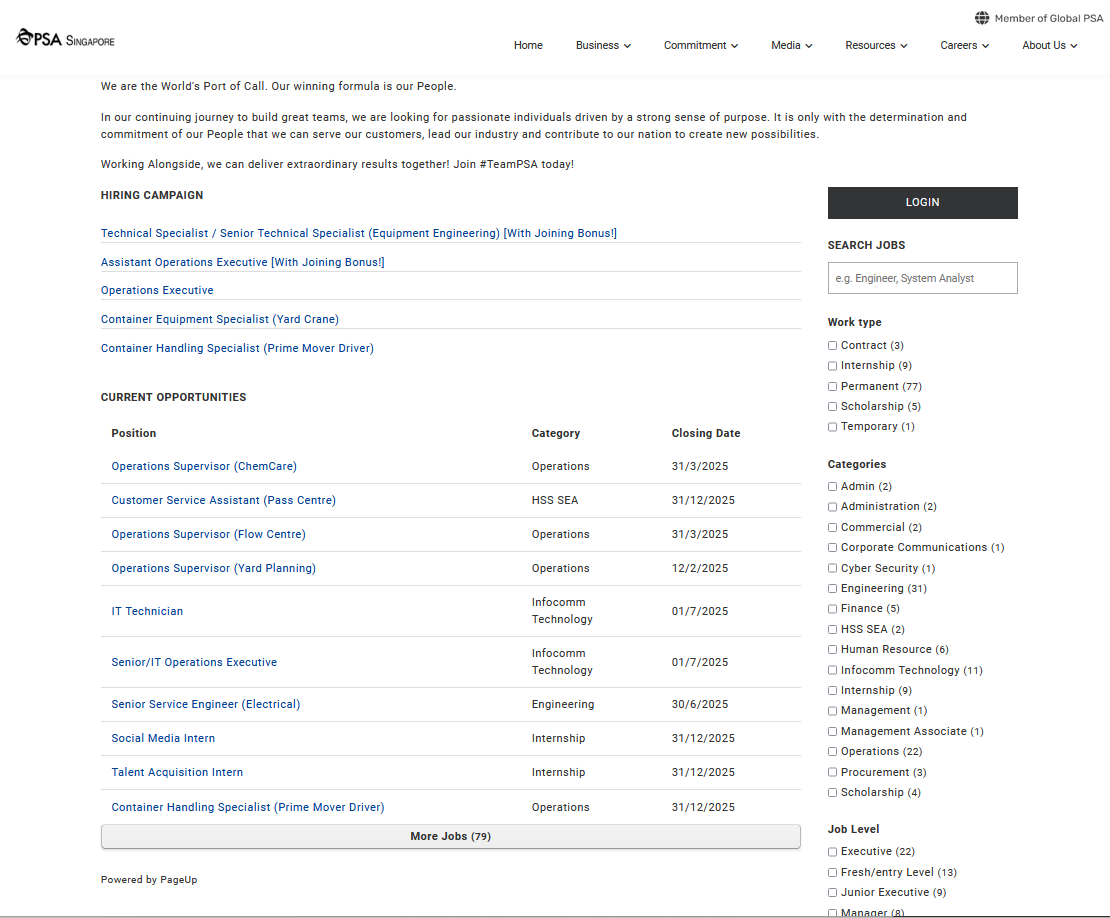 Member of Global PSA
PSA SINGAPORE
Home Business Commitment Media Resources Careers About Us
We are the World's Port of Call. Our winning formula is our People.
In our continuing journey to build great teams, we are looking for passionate individuals driven by a strong sense of purpose. It is only with the determination and
commitment of our People that we can serve our customers, lead our industry and contribute to our nation to create new possibilities.
Working Alongside, we can deliver extraordinary results together! Join #TeamPSA today!
HIRING CAMPAIGN
Technical Specialist / Senior Technical Specialist (Equipment Engineering) [With Joining Bonus!]
Assistant Operations Executive [With Joining Bonus!]
Operations Executive
Container Equipment Specialist (Yard Crane)
Container Handling Specialist (Prime Mover Driver)
CURRENT OPPORTUNITIES
Position Category Closing Date
Operations Supervisor (ChemCare) Operations 31/3/2025
Customer Service Assistant (Pass Centre) HSS SEA 31/12/2025
Operations Supervisor (Flow Centre) Operations 31/3/2025
Operations Supervisor (Yard Planning) Operations 12/2/2025
IT Technician Infocomm Technology 01/7/2025
Senior/IT Operations Executive Infocomm Technology 01/7/2025
Senior Service Engineer (Electrical) Engineering 30/6/2025
Social Media Intern Internship 31/12/2025
Talent Acquisition Intern Internship 31/12/2025
Container Handling Specialist (Prime Mover Driver) Operations 31/12/2025
More Jobs (79)
Powered by PageUp
LOGIN
SEARCH JOBS
e.g. Engineer, System Analyst
Work type
Contract (3)
Internship (9)
Permanent (77)
Scholarship (5)
Temporary (1)
Categories
Admin (2)
Administration (2)
Commercial (2)
Corporate Communications (1)
Cyber Security (1)
Engineering (31)
Finance (5)
HSS SEA (2)
Human Resource (6)
Infocomm Technology (11)
Internship (9)
Management (1)
Management Associate (1)
Operations (22)
Procurement (3)
Scholarship (4)
Job Level
Executive (22)
Fresh/entry Level (13)
Junior Executive (9)
Manager (8)